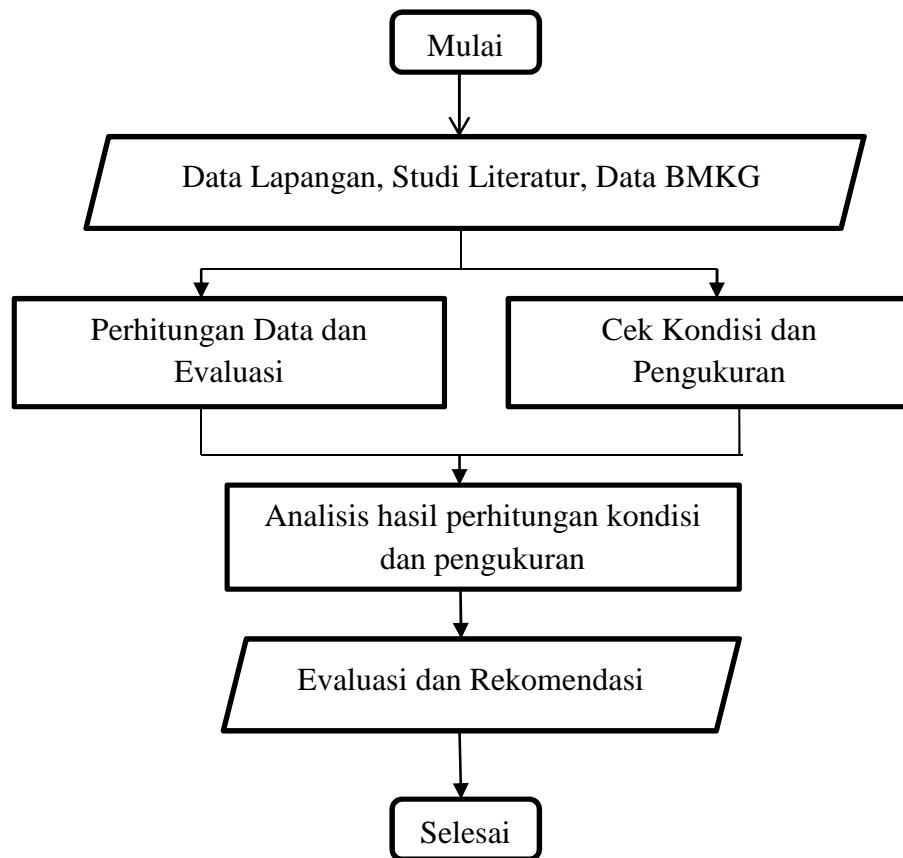 Mulai
Data Lapangan, Studi Literatur, Data BMKG
Perhitungan Data dan
Evaluasi
Cek Kondisi dan
Pengukuran
Analisis hasil perhitungan kondisi
dan pengukuran
Evaluasi dan Rekomendasi
Selesai